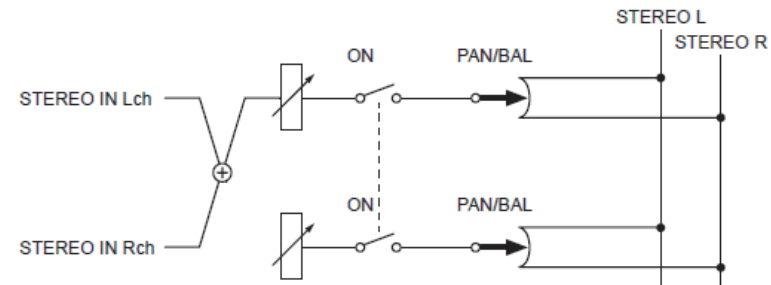 STEREO L
STEREO R
ON
PAN/BAL
STEREO IN Lch
ON
PAN/BAL
STEREO IN Rch